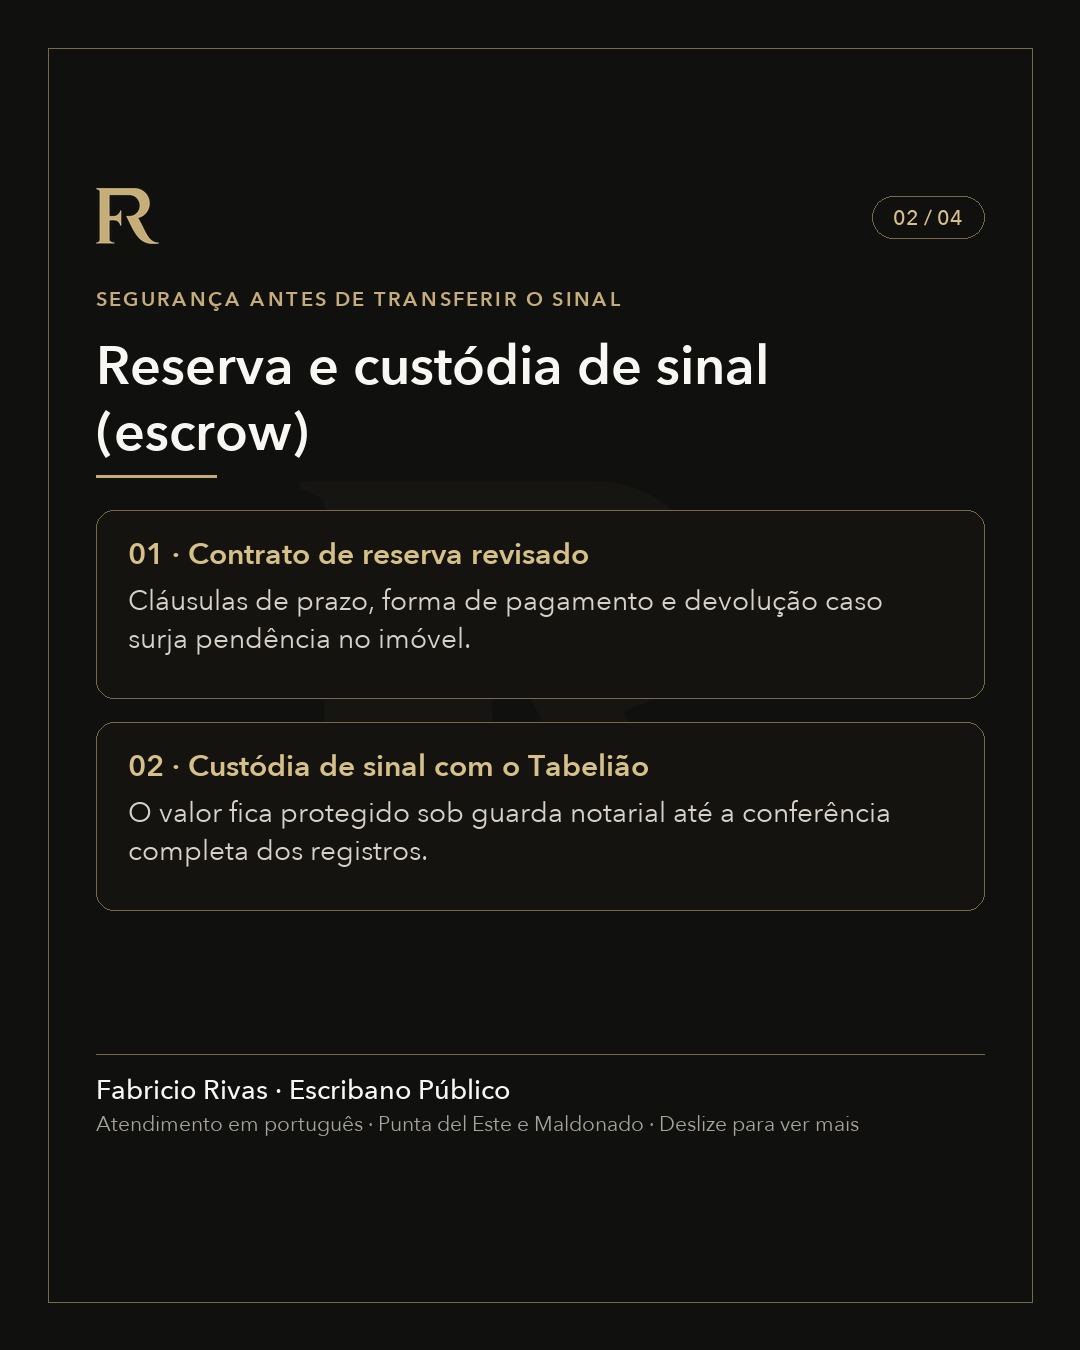 R
02 / 04
SEGURANÇA ANTES DE TRANSFERIR O SINAL
Reserva e custódia de sinal
(escrow)
01 · Contrato de reserva revisado
Cláusulas de prazo, forma de pagamento e devolução caso
surja pendência no imóvel.
02 · Custódia de sinal com o Tabelião
O valor fica protegido sob guarda notarial até a conferência
completa dos registros.
Fabricio Rivas · Escribano Público
Atendimento em português · Punta del Este e Maldonado · Deslize para ver mais